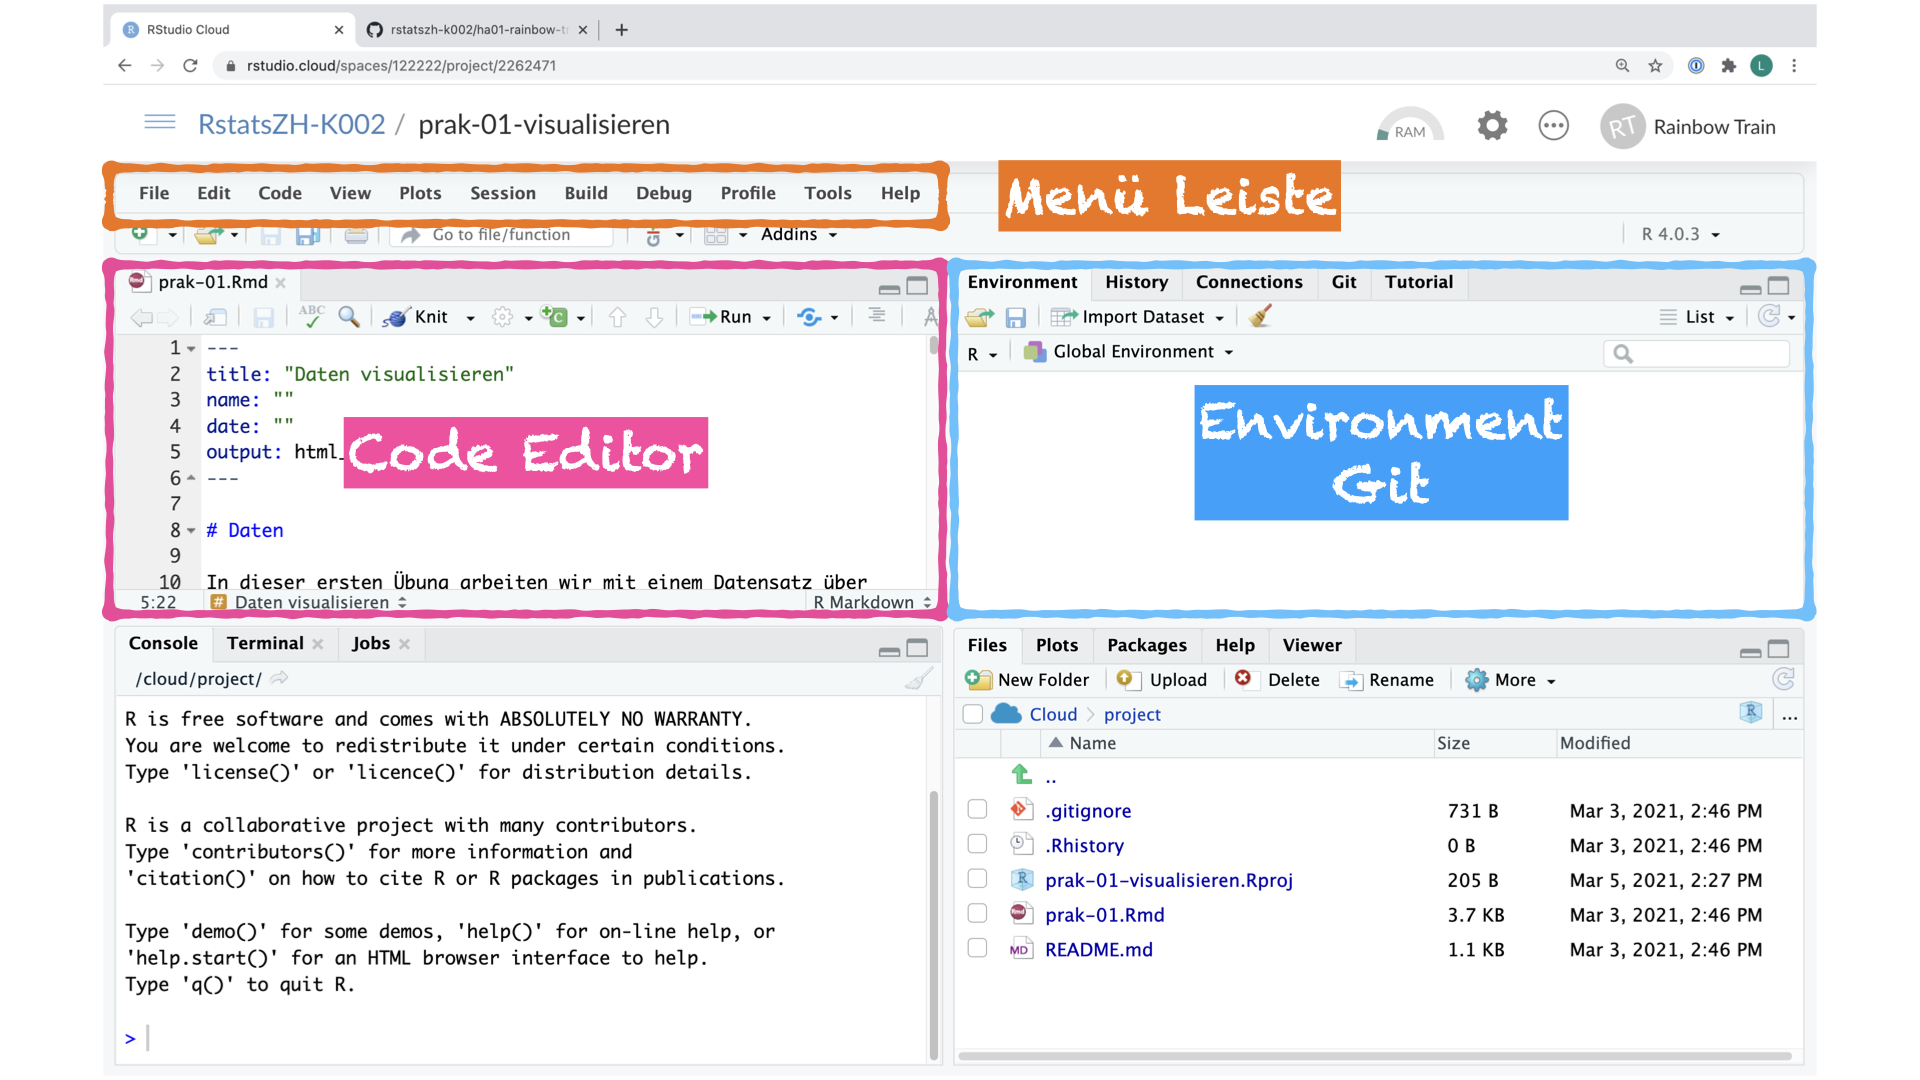 RStudio Cloud
rstatszh-k002/ha01-rainbow-tr
rstudio.cloud/spaces/122222/project/2262471
L
RstatsZH-K002 / prak-01-visualisieren
RAM
RT Rainbow Train
File Edit Code View Plots Session Build Debug Profile Tools Help
Menü Leiste
Go to file/function
Addins
R 4.0.3
prak-01.Rmd
ABC
Knit
Run
1 ---
2 title: "Daten visualisieren"
3 name: ""
4 date: ""
5 output: html_
6 ---
7
8 # Daten
9
10 In dieser ersten Übung arbeiten wir mit einem Datensatz über
Code Editor
5:22 # Daten visualisieren R Markdown
Environment History Connections Git Tutorial
Import Dataset List
R Global Environment
Environment
Git
Console Terminal Jobs
/cloud/project/
R is free software and comes with ABSOLUTELY NO WARRANTY.
You are welcome to redistribute it under certain conditions.
Type 'license()' or 'licence()' for distribution details.
R is a collaborative project with many contributors.
Type 'contributors()' for more information and
'citation()' on how to cite R or R packages in publications.
Type 'demo()' for some demos, 'help()' for on-line help, or
'help.start()' for an HTML browser interface to help.
Type 'q()' to quit R.
>
Files Plots Packages Help Viewer
New Folder Upload Delete Rename More
Cloud project ...
Name Size Modified
..
.gitignore 731 B Mar 3, 2021, 2:46 PM
.Rhistory 0 B Mar 3, 2021, 2:46 PM
prak-01-visualisieren.Rproj 205 B Mar 5, 2021, 2:27 PM
prak-01.Rmd 3.7 KB Mar 3, 2021, 2:46 PM
MD README.md 1.1 KB Mar 3, 2021, 2:46 PM